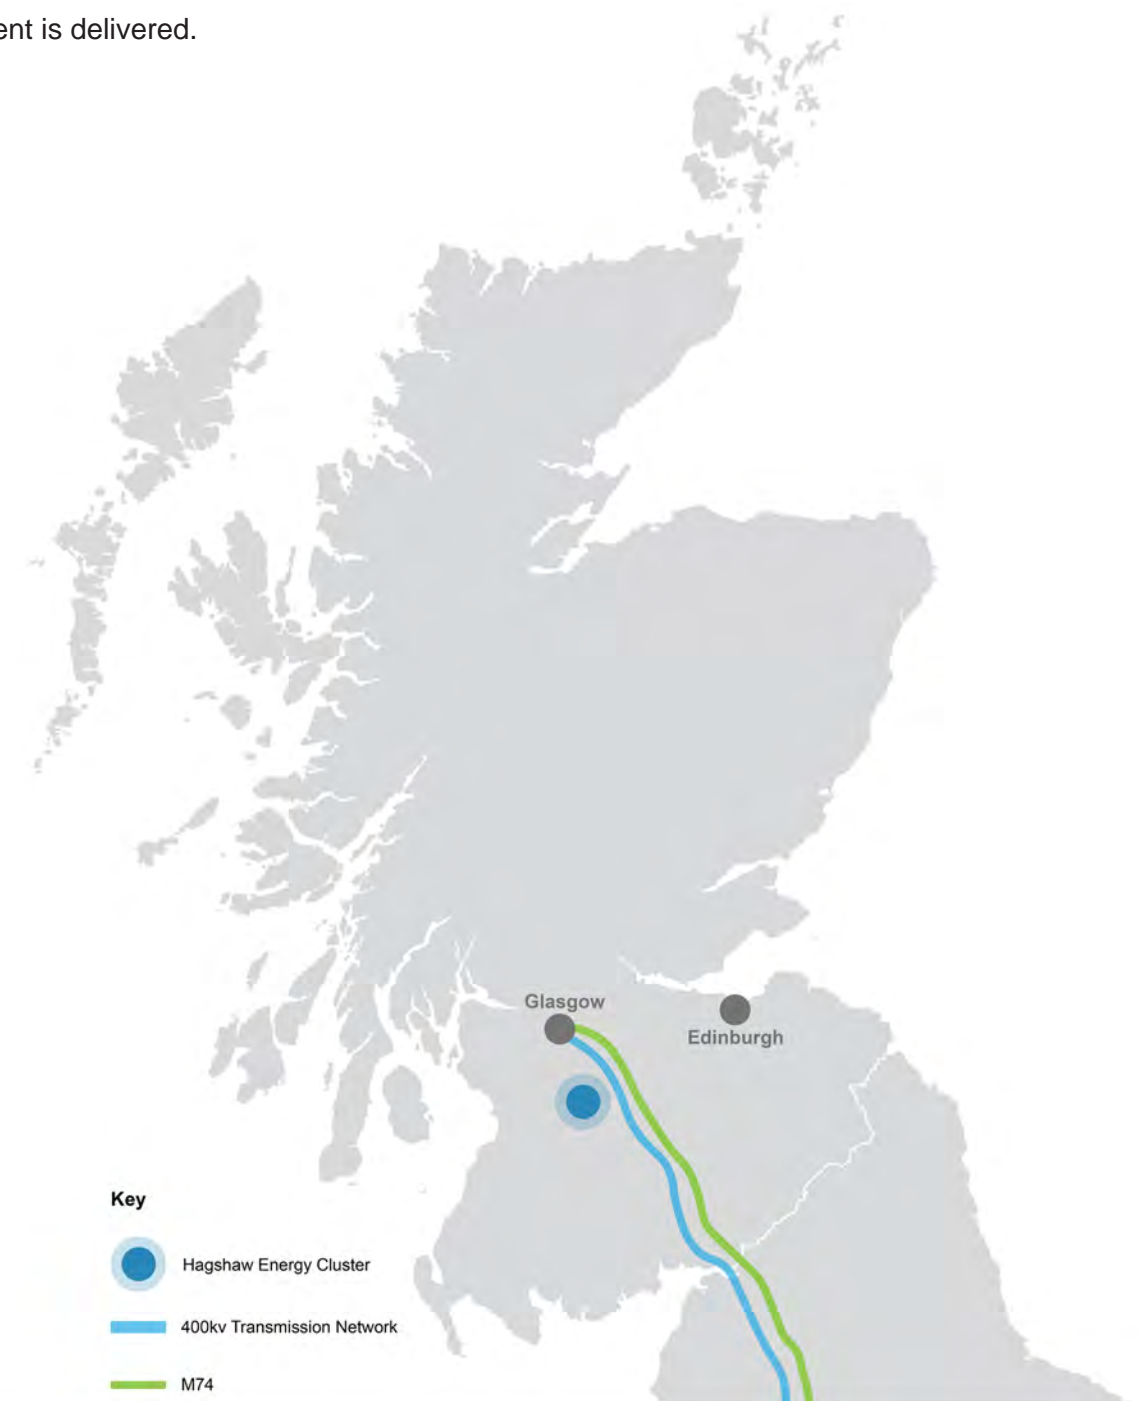 ent is delivered.
Glasgow
Edinburgh
Key
Hagshaw Energy Cluster
400kv Transmission Network
M74